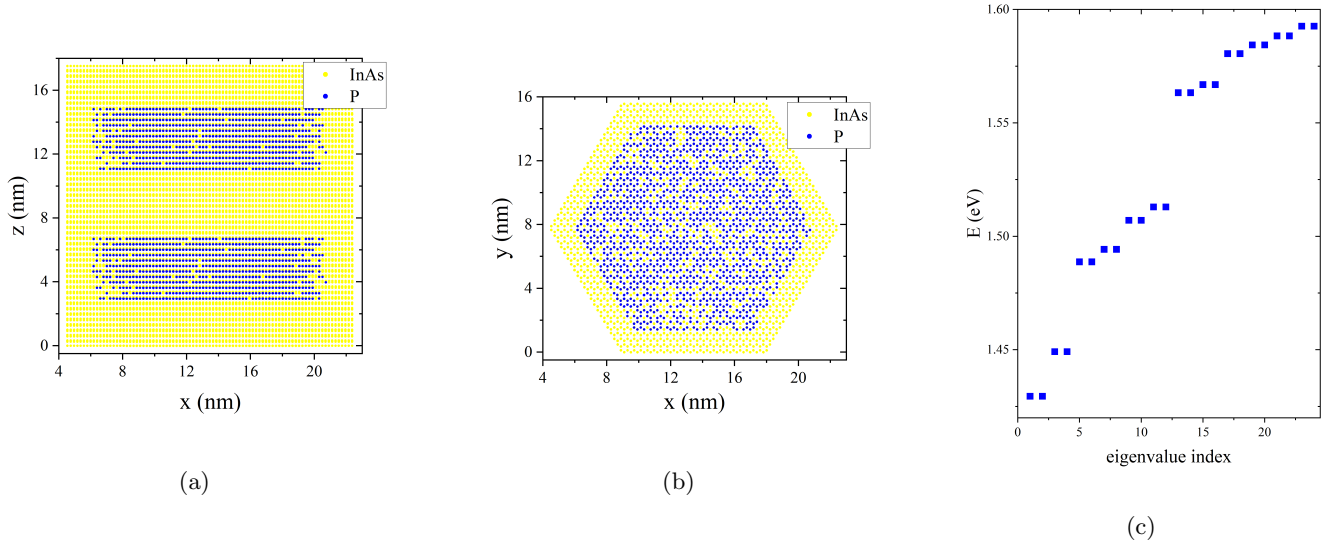 InAs
P
16
12
8
4
0
z (nm)
4 8 12 16 20
x (nm)
(a)
InAs
P
16
12
8
4
0
y (nm)
4 8 12 16 20
x (nm)
(b)
1.60
1.55
1.50
1.45
E (eV)
0 5 10 15 20
eigenvalue index
(c)